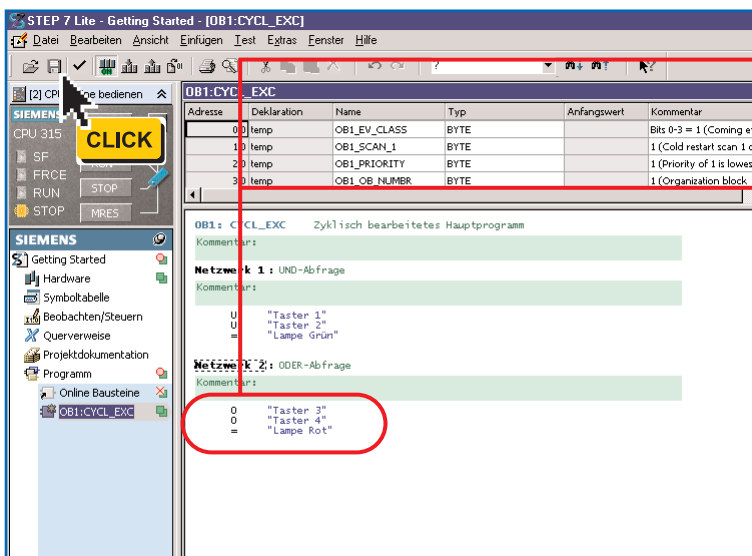 STEP 7 Lite - Getting Started - [OB1:CYCL_EXC]
Datei Bearbeiten Ansicht Einfügen Test Extras Fenster Hilfe
ON
?
[2] CPU bedienen
SIEMENS
CPU 315
SF
FRCE
RUN
STOP
STOP
MRES
CLICK
OB1:CYCL_EXC
Adresse Deklaration Name Typ Anfangswert Kommentar
0.0 temp OB1_EV_CLASS BYTE Bits 0-3 = 1 (Coming
1.0 temp OB1_SCAN_1 BYTE 1 (Cold restart scan 1
2.0 temp OB1_PRIORITY BYTE 1 (Priority of 1 is
3.0 temp OB1_OB_NUMBR BYTE 1 (Organization block
SIEMENS
Getting Started
Hardware
Symboltabelle
Beobachten/Steuern
Querverweise
Projektdokumentation
Programm
Online Bausteine
OB1:CYCL_EXC
OB1: CYCL_EXC Zyklisch bearbeitetes Hauptprogramm
Kommentar:
Netzwerk 1 : UND-Abfrage
Kommentar:
U "Taster 1"
U "Taster 2"
= "Lampe Grün"
Netzwerk 2: ODER-Abfrage
Kommentar:
O "Taster 3"
O "Taster 4"
= "Lampe Rot"